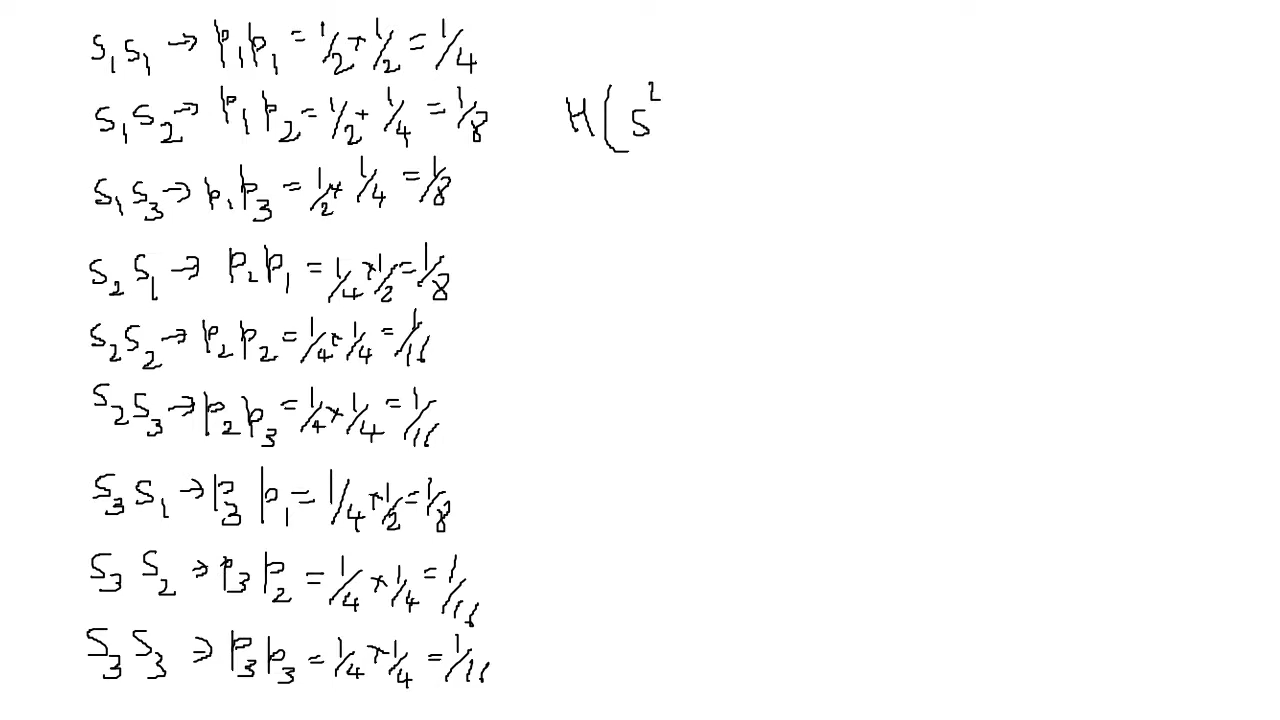 S₁S₁ → p₁p₁ = 1/2 × 1/2 = 1/4
S₁S₂ → p₁p₂ = 1/2 × 1/4 = 1/8
H(S²
S₁S₃ → p₁p₃ = 1/2 × 1/4 = 1/8
S₂S₁ → p₂p₁ = 1/4 × 1/2 = 1/8
S₂S₂ → p₂p₂ = 1/4 × 1/4 = 1/16
S₂S₃ → p₂p₃ = 1/4 × 1/4 = 1/16
S₃S₁ → p₃p₁ = 1/4 × 1/2 = 1/8
S₃S₂ → p₃p₂ = 1/4 × 1/4 = 1/16
S₃S₃ → p₃p₃ = 1/4 × 1/4 = 1/16